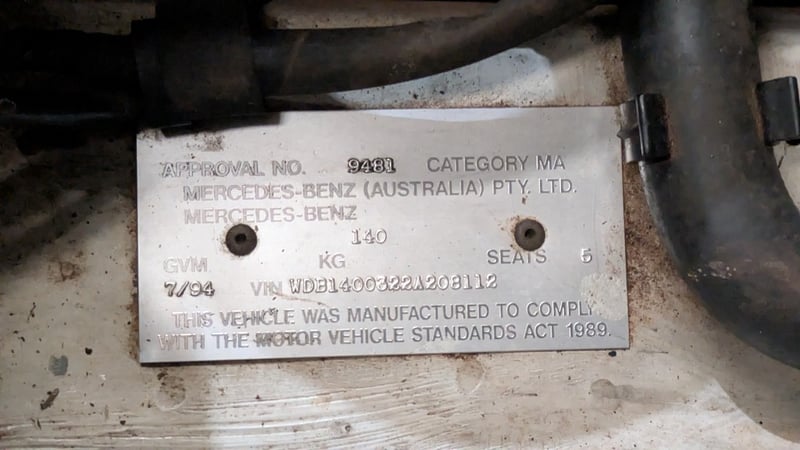 APPROVAL NO. 9481 CATEGORY MA
MERCEDES-BENZ (AUSTRALIA) PTY. LTD.
MERCEDES-BENZ
140
GVM KG SEATS 5
7/94 VIN WDB1400322A208112
THIS VEHICLE WAS MANUFACTURED TO COMPLY
WITH THE MOTOR VEHICLE STANDARDS ACT 1989.